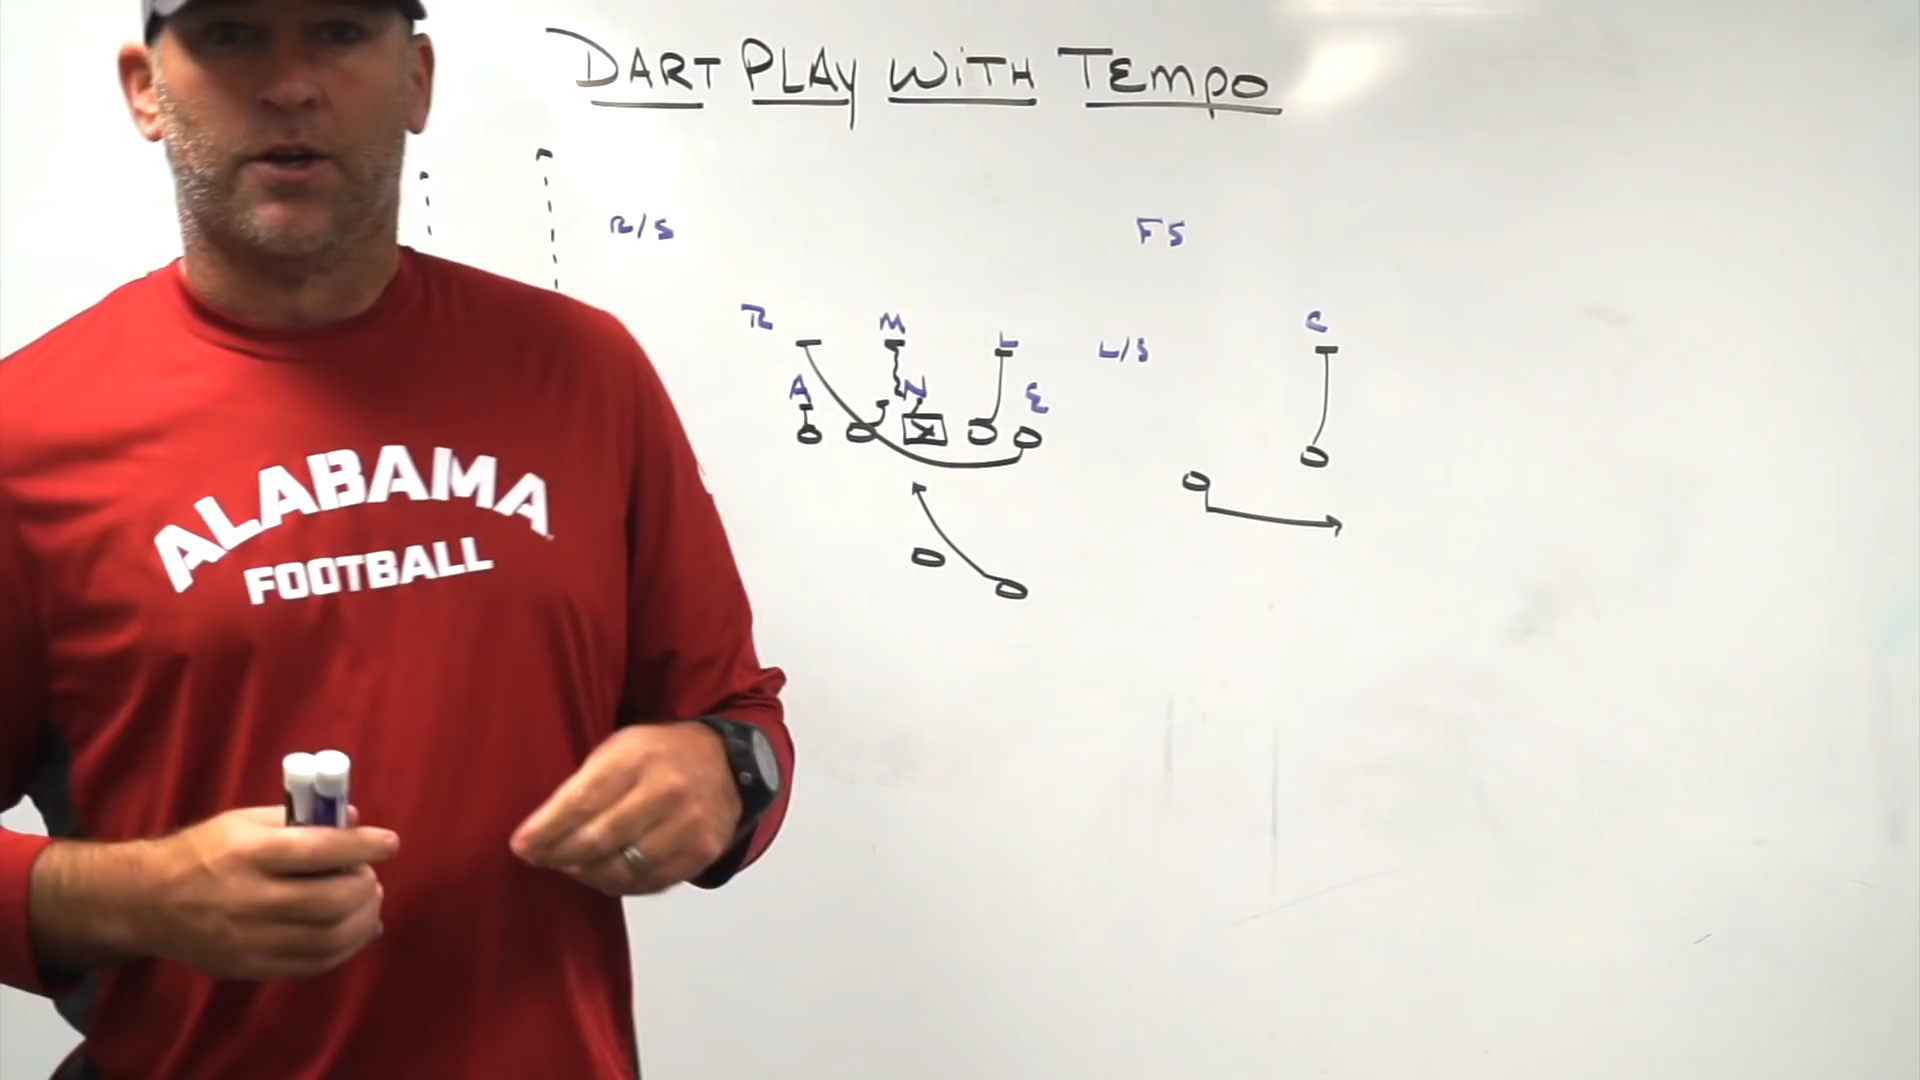 DART PLAY WITH TEMPO
R/S FS
R M L L/S C
A N E
X
ALABAMA
FOOTBALL